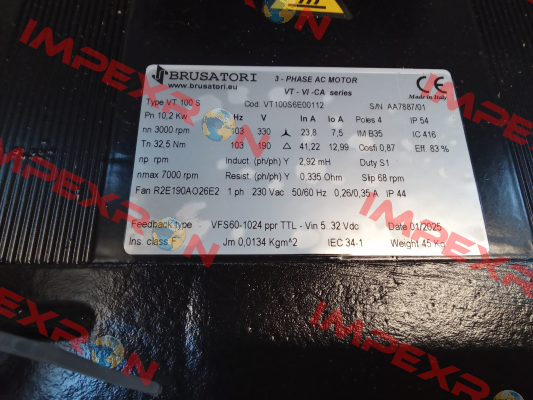 BRUSATORI
www.brusatori.eu
3 - PHASE AC MOTOR
VT - VI -CA series
CE
Made in Italy
Type VT 100 S Cod. VT100S6E00112 S/N AA7887/01
Pn 10,2 Kw Hz V In A Io A Poles 4 IP 54
nn 3000 rpm 103 330 23,8 7,5 IM B35 IC 416
Tn 32,5 Nm 103 190 41,22 12,99 Cosfi 0,65 Eff. 83 %
np rpm Induct. (ph/ph) Y 2,92 mH Duty S1
nmax 7000 rpm Resist. (ph/ph) Y 0,335 Ohm Slip 68 rpm
Fan R2E190AO26E2 1 ph 230 Vac 50/60 Hz 0,26/0,35 A IP 44
Feedback type VFS60-1024 ppr TTL - Vin 5 32 Vdc Date 01/2025
Ins. class F Jm 0,0134 Kgm^2 IEC 34-1 Weight 45 Kg
IMPEXRON
IMPEXRON
IMPEXRON
IMPEXRON